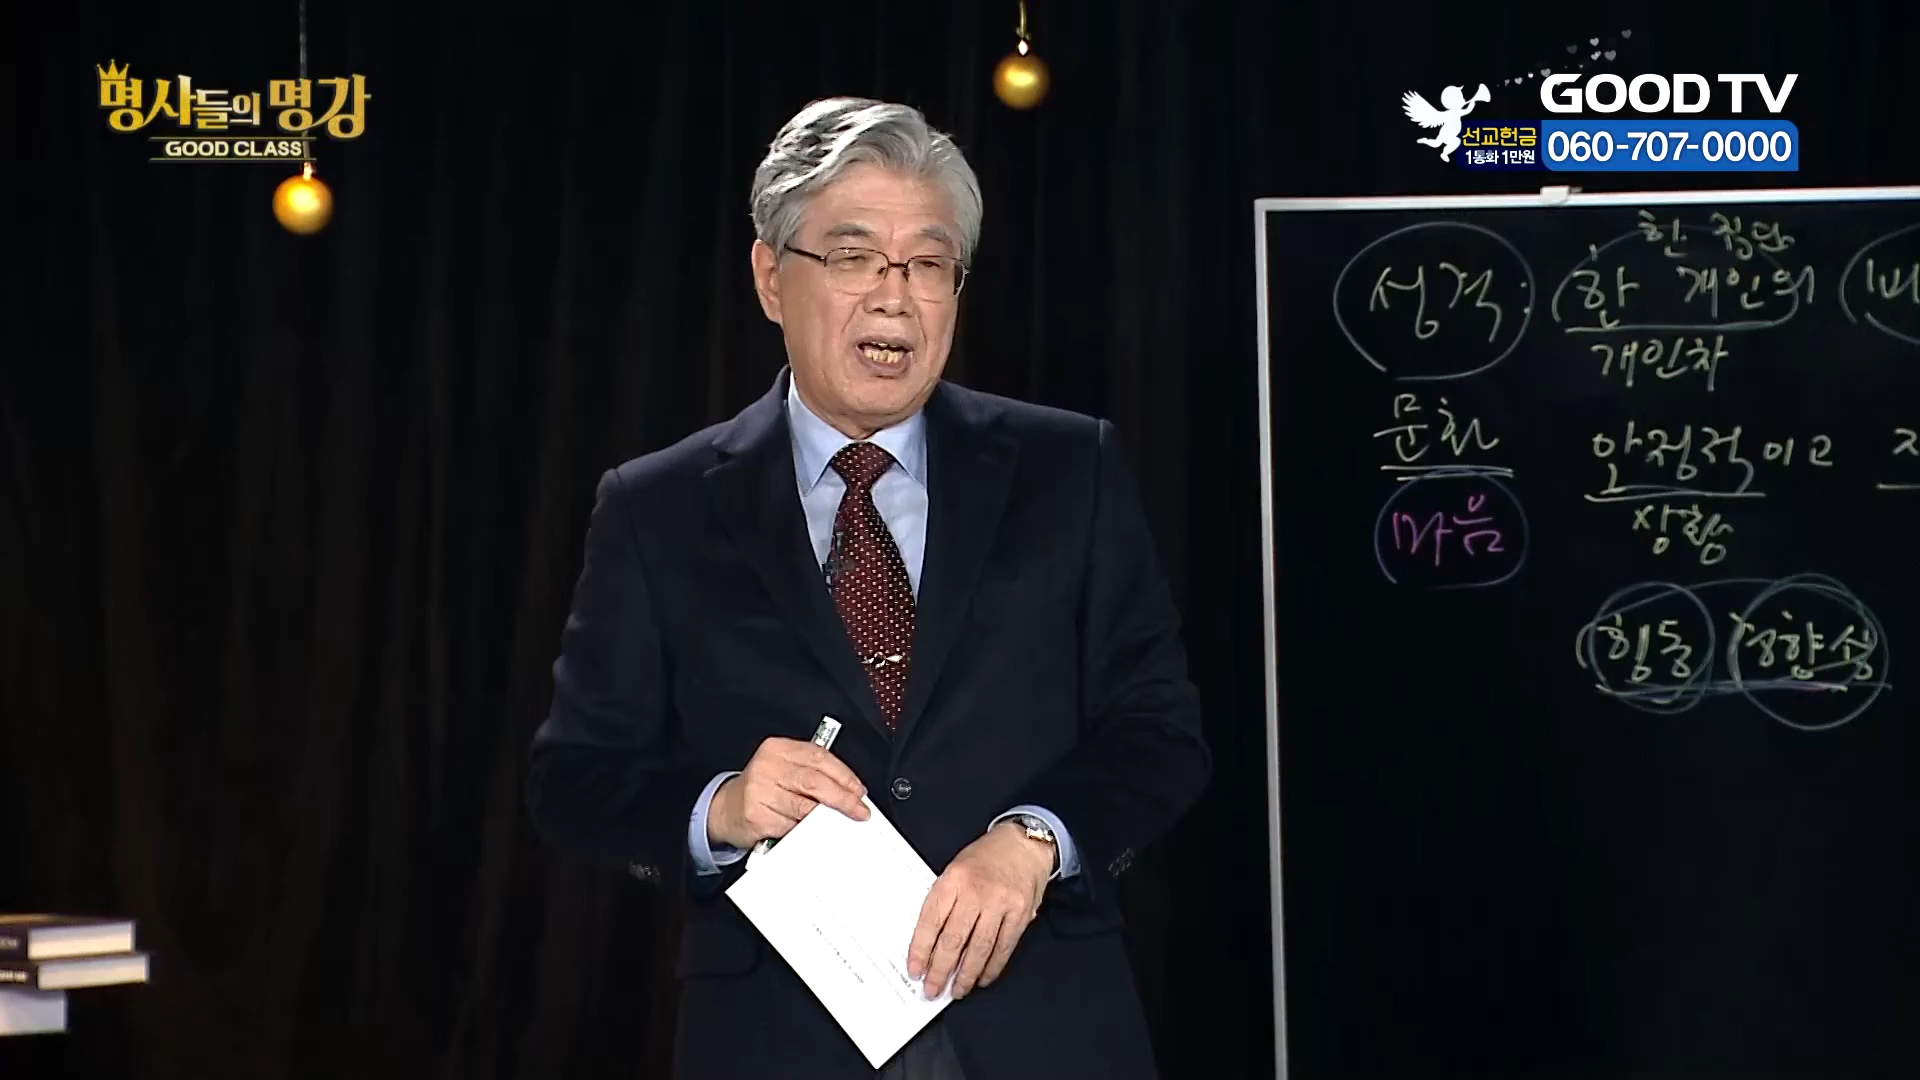 명사들의 명강
GOOD CLASS
GOOD TV
선교헌금
1통화 1만원
060-707-0000
한 집단
성격: 한 개인의
개인차
문화
안정적이고
마음
상황
힘동 경향성